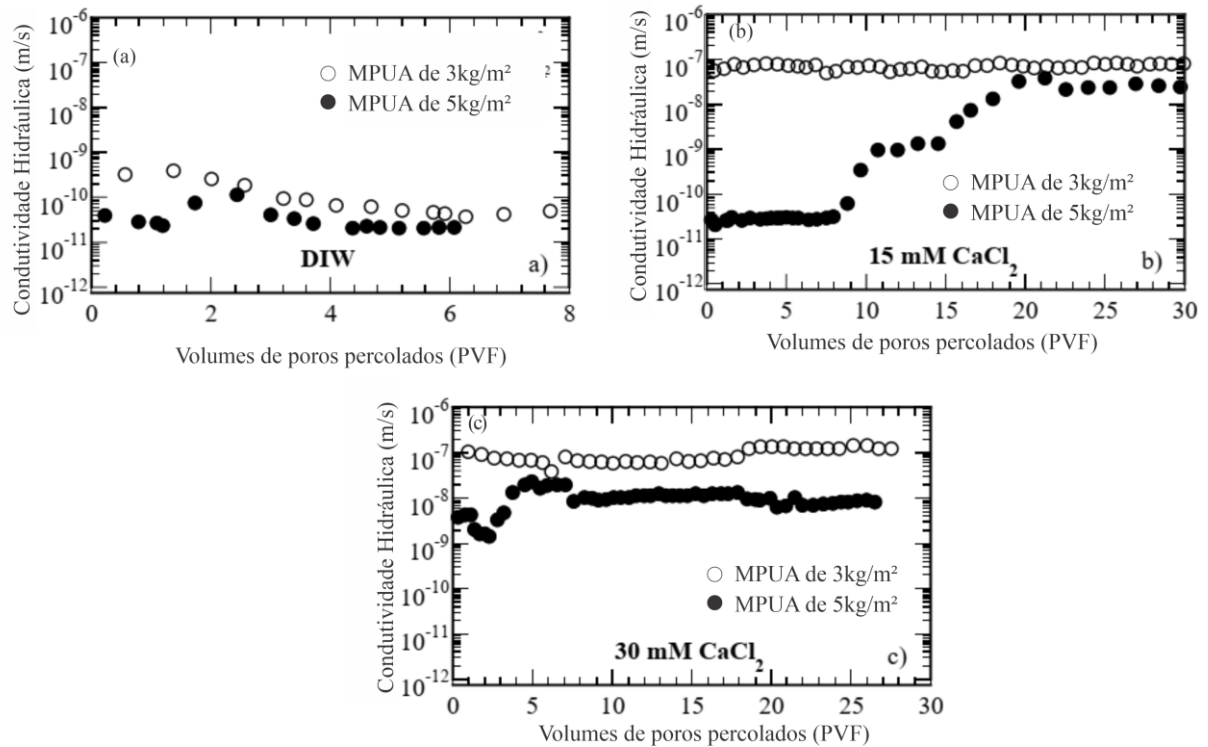 Condutividade Hidráulica (m/s)
10⁻⁶
10⁻⁷
10⁻⁸
10⁻⁹
10⁻¹⁰
10⁻¹¹
10⁻¹²
(a)
MPUA de 3kg/m²
MPUA de 5kg/m²
2
DIW
a)
0 2 4 6 8
Volumes de poros percolados (PVF)
Condutividade Hidráulica (m/s)
10⁻⁶
10⁻⁷
10⁻⁸
10⁻⁹
10⁻¹⁰
10⁻¹¹
10⁻¹²
(b)
MPUA de 3kg/m²
MPUA de 5kg/m²
15 mM CaCl₂
b)
0 5 10 15 20 25 30
Volumes de poros percolados (PVF)
Condutividade Hidráulica (m/s)
10⁻⁶
10⁻⁷
10⁻⁸
10⁻⁹
10⁻¹⁰
10⁻¹¹
10⁻¹²
(c)
MPUA de 3kg/m²
MPUA de 5kg/m²
30 mM CaCl₂
c)
0 5 10 15 20 25 30
Volumes de poros percolados (PVF)